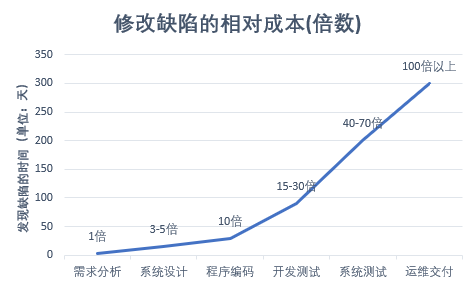 修改缺陷的相对成本(倍数)
发现缺陷的时间（单位：天）
350
300
250
200
150
100
50
0
1倍
3-5倍
10倍
15-30倍
40-70倍
100倍以上
需求分析
系统设计
程序编码
开发测试
系统测试
运维交付